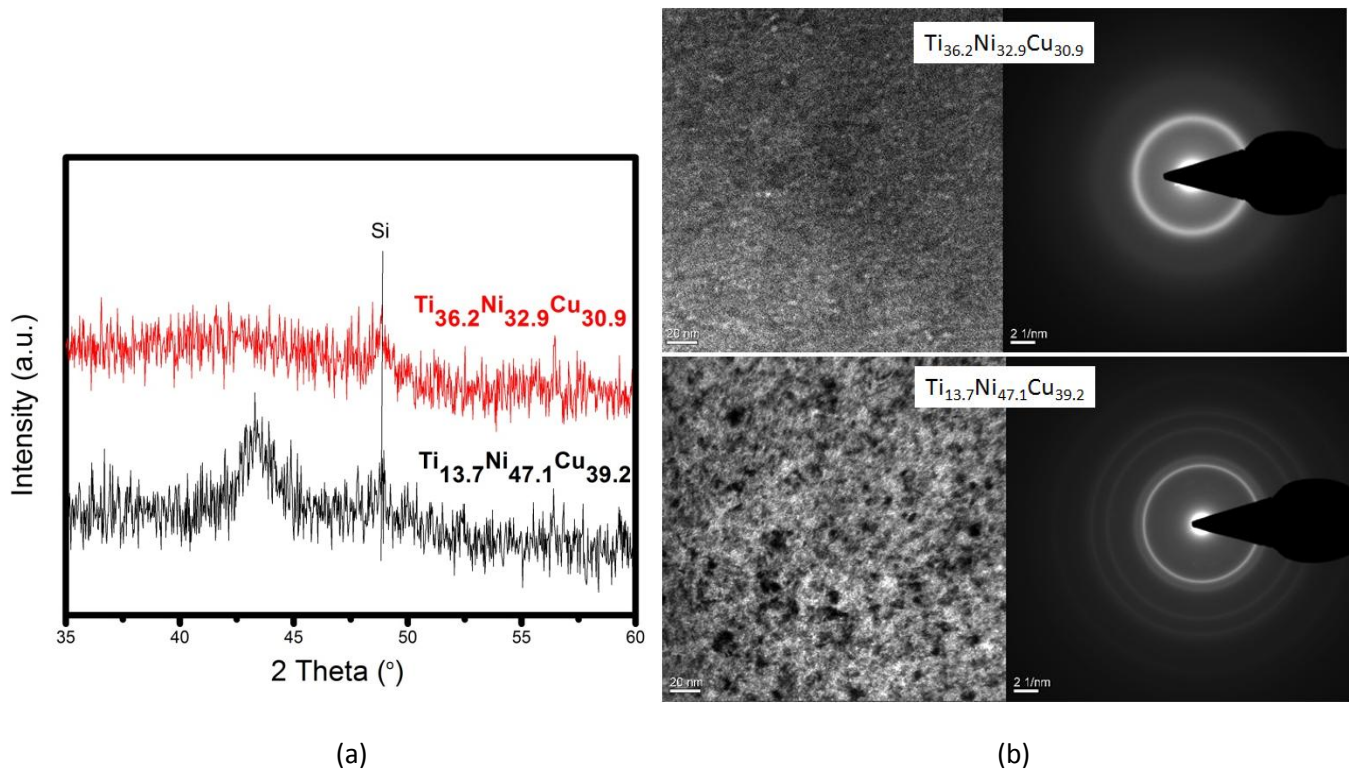 Intensity (a.u.)
Si
Ti36.2Ni32.9Cu30.9
Ti13.7Ni47.1Cu39.2
35 40 45 50 55 60
2 Theta (°)
(a)
Ti36.2Ni32.9Cu30.9
20 nm
2 1/nm
Ti13.7Ni47.1Cu39.2
20 nm
2 1/nm
(b)